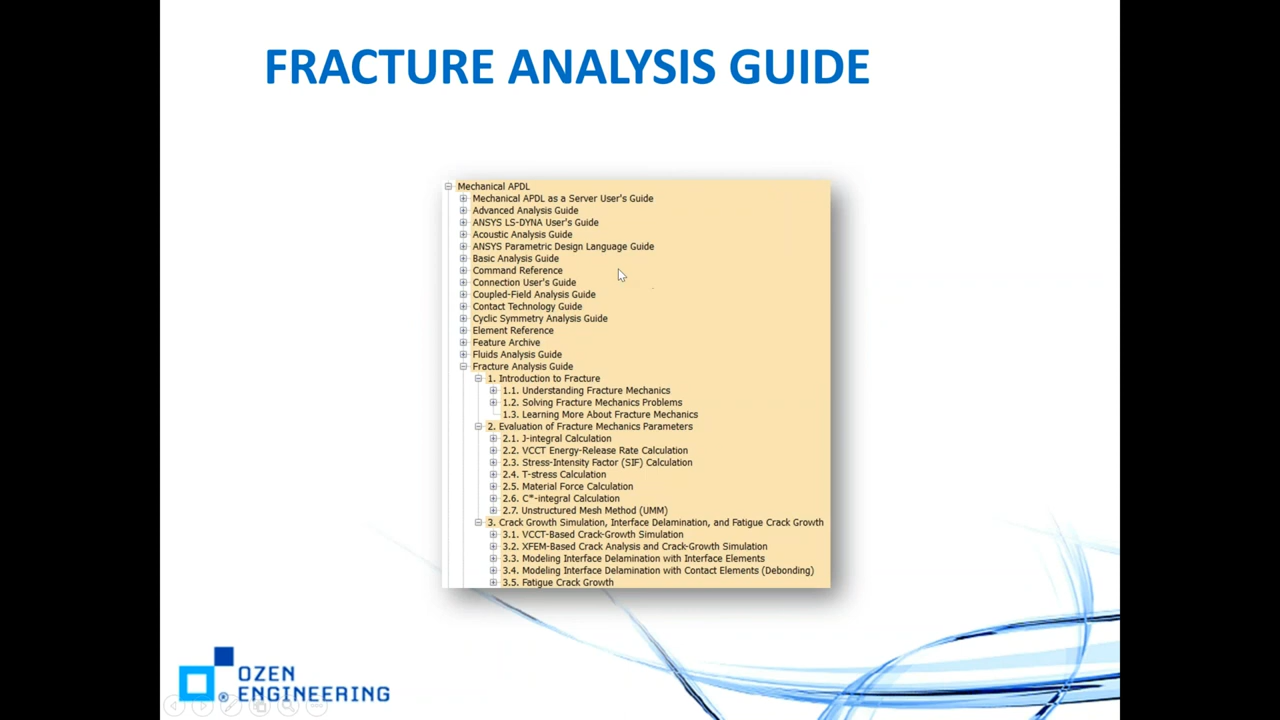 FRACTURE ANALYSIS GUIDE
Mechanical APDL
Mechanical APDL as a Server User's Guide
Advanced Analysis Guide
ANSYS LS-DYNA User's Guide
Acoustic Analysis Guide
ANSYS Parametric Design Language Guide
Basic Analysis Guide
Command Reference
Connection User's Guide
Coupled-Field Analysis Guide
Contact Technology Guide
Cyclic Symmetry Analysis Guide
Element Reference
Feature Archive
Fluids Analysis Guide
Fracture Analysis Guide
1. Introduction to Fracture
1.1. Understanding Fracture Mechanics
1.2. Solving Fracture Mechanics Problems
1.3. Learning More About Fracture Mechanics
2. Evaluation of Fracture Mechanics Parameters
2.1. J-integral Calculation
2.2. VCCT Energy-Release Rate Calculation
2.3. Stress-Intensity Factor (SIF) Calculation
2.4. T-stress Calculation
2.5. Material Force Calculation
2.6. C*-integral Calculation
2.7. Unstructured Mesh Method (UMM)
3. Crack Growth Simulation, Interface Delamination, and Fatigue Crack Growth
3.1. VCCT-Based Crack-Growth Simulation
3.2. XFEM-Based Crack Analysis and Crack-Growth Simulation
3.3. Modeling Interface Delamination with Interface Elements
3.4. Modeling Interface Delamination with Contact Elements (Debonding)
3.5. Fatigue Crack Growth
OZEN
ENGINEERING